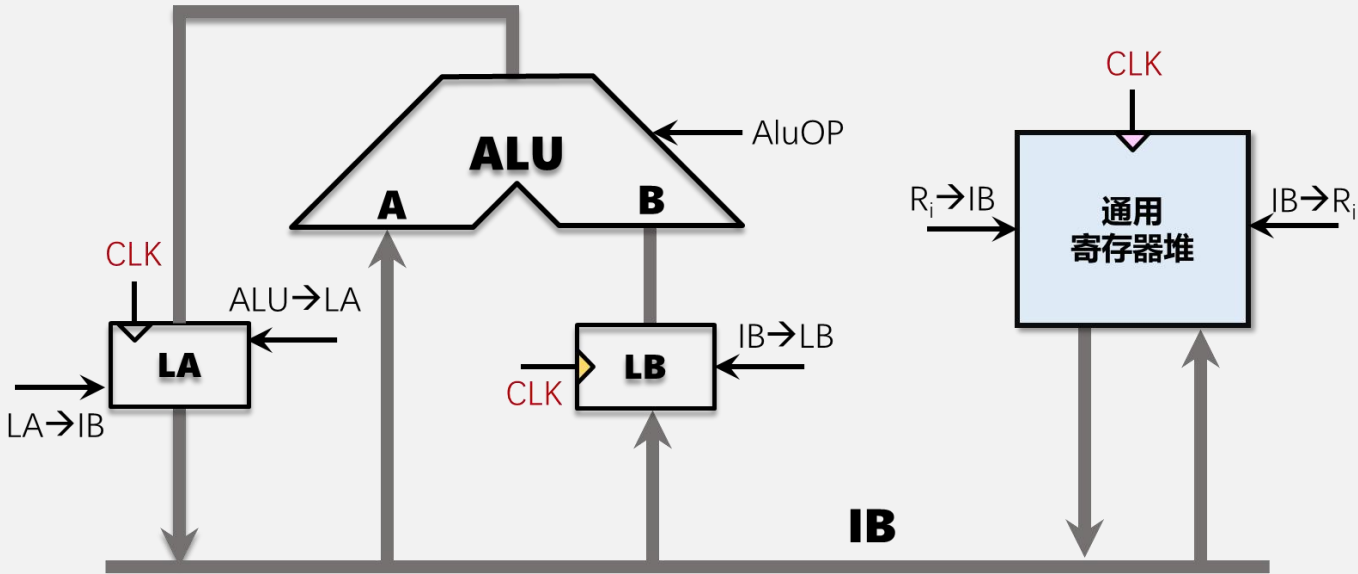 CLK
ALU
AluOP
A
B
通用
寄存器堆
Rᵢ→IB
IB→Rᵢ
CLK
ALU→LA
LA
LA→IB
IB→LB
LB
CLK
IB